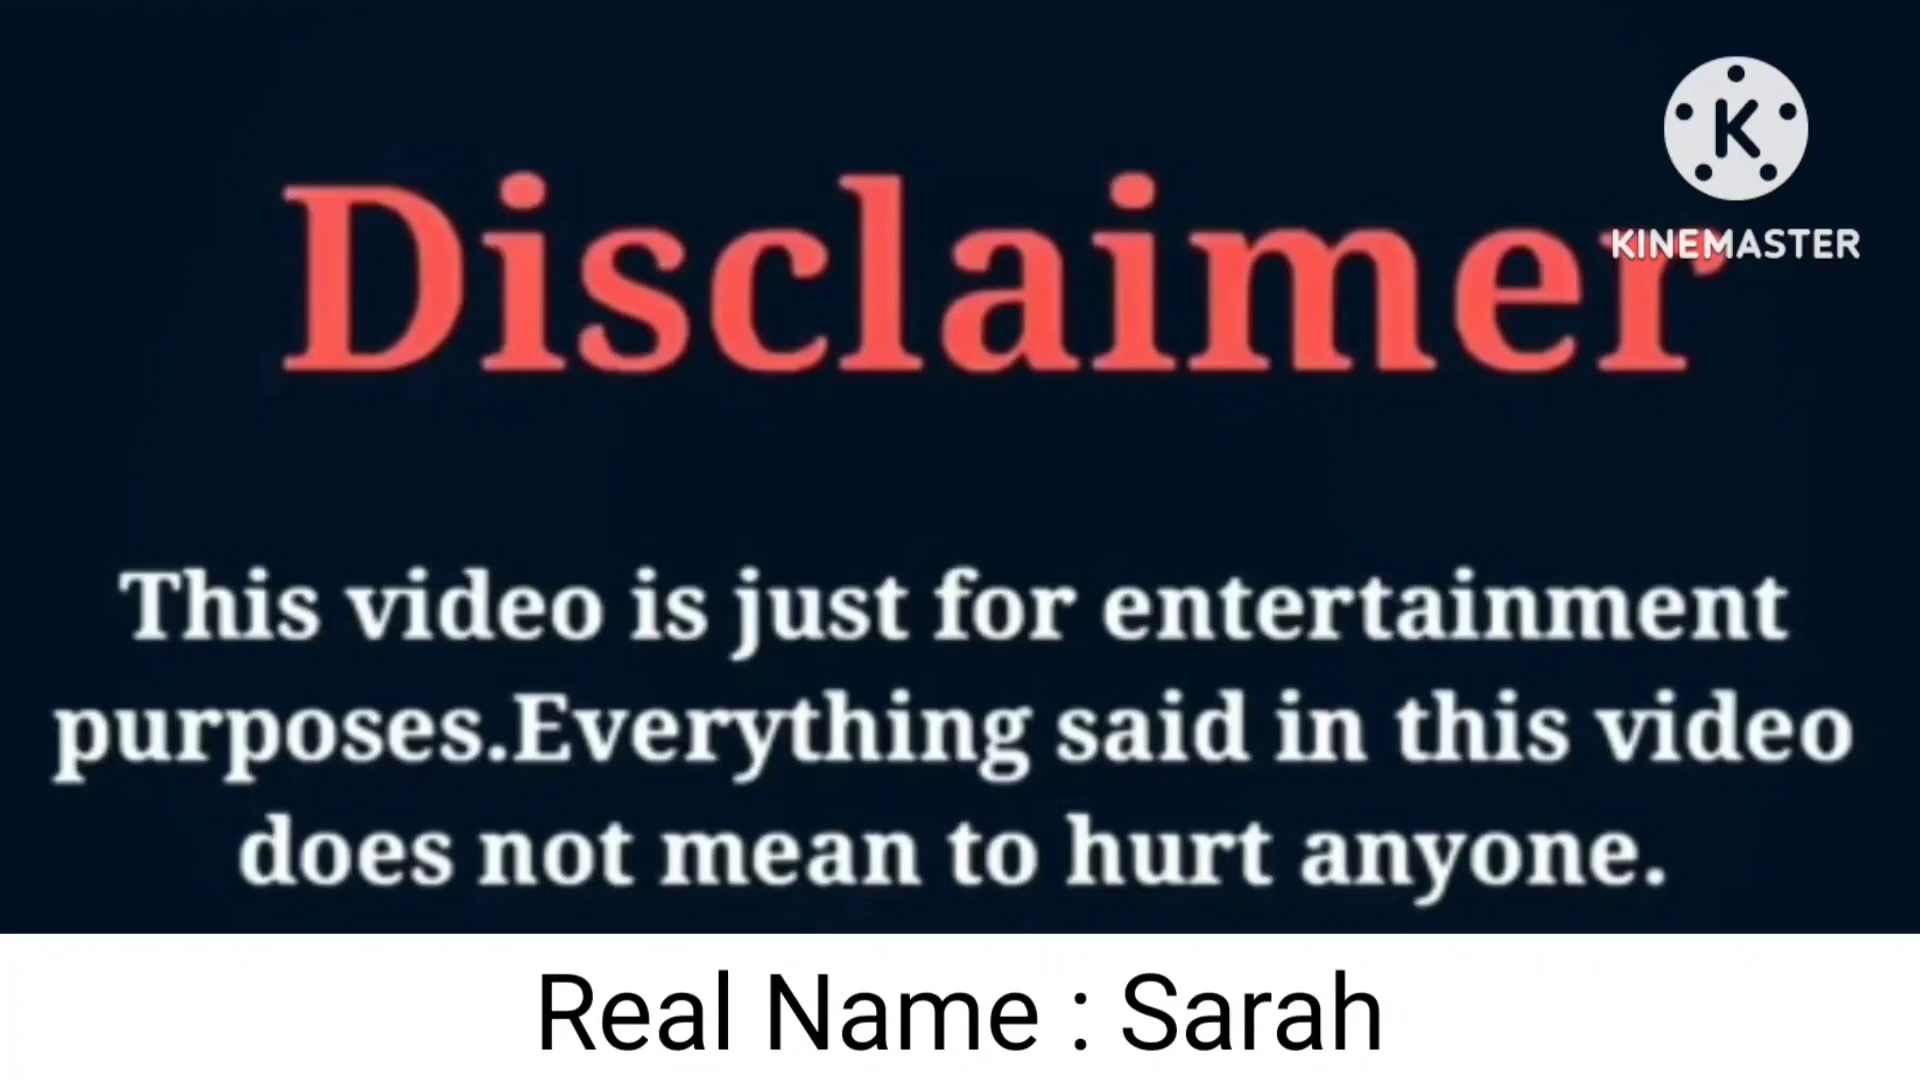 K
KINEMASTER
Disclaimer
This video is just for entertainment
purposes.Everything said in this video
does not mean to hurt anyone.
Real Name : Sarah